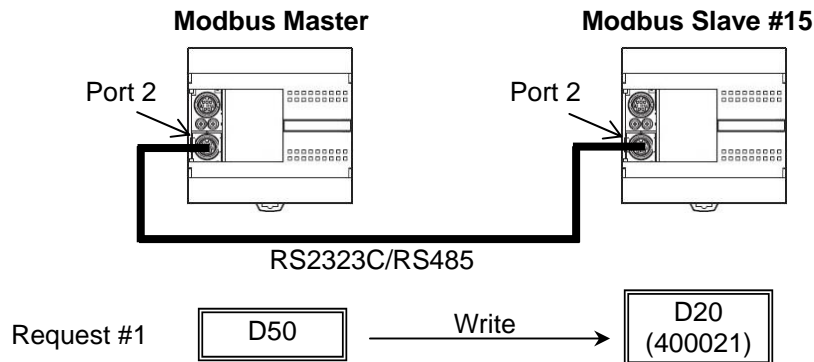 Modbus Master
Modbus Slave #15
Port 2
Port 2
RS2323C/RS485
Request #1
D50
Write
D20
(400021)